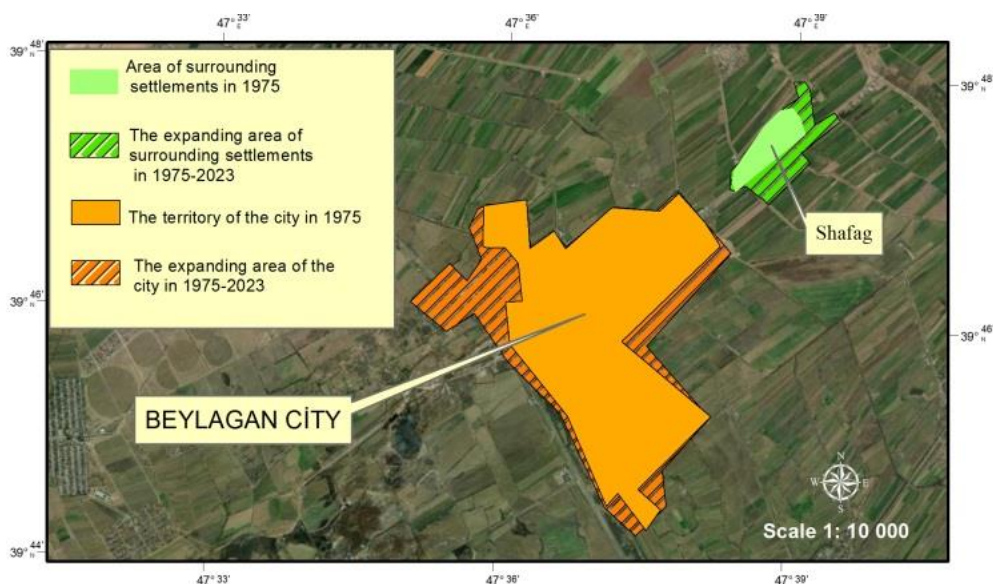 47° 33'
E
47° 36'
E
47° 39'
E
39° 48'
N
39° 48'
N
Area of surrounding
settlements in 1975
The expanding area of
surrounding settlements
in 1975-2023
The territory of the city in 1975
The expanding area of the
city in 1975-2023
Shafag
39° 46'
N
39° 46'
N
BEYLAGAN CİTY
N
W
E
S
Scale 1: 10 000
39° 44'
N
47° 33'
E
47° 36'
E
47° 39'
E